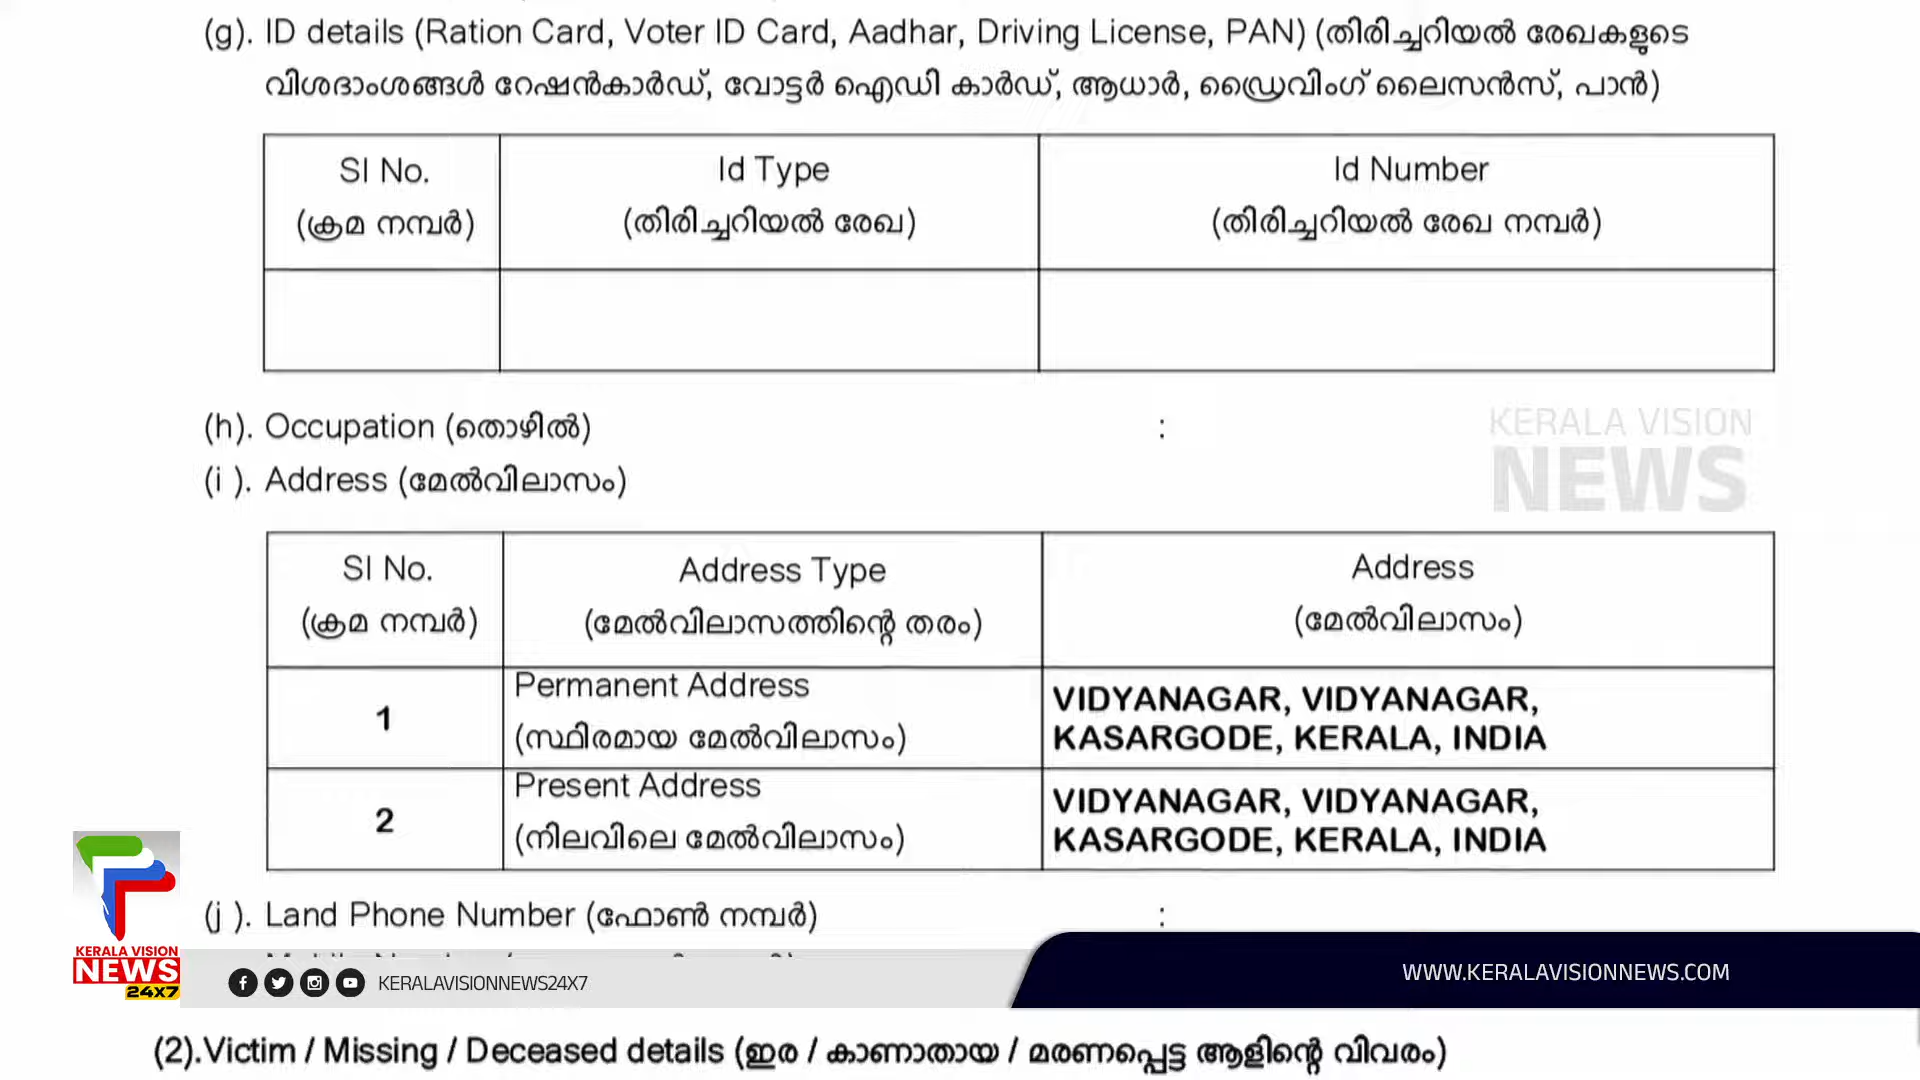 (g). ID details (Ration Card, Voter ID Card, Aadhar, Driving License, PAN) (തിരിച്ചറിയൽ രേഖകളുടെ
വിശദാംശങ്ങൾ റേഷൻകാർഡ്, വോട്ടർ ഐഡി കാർഡ്, ആധാർ, ഡ്രൈവിംഗ് ലൈസൻസ്, പാൻ)
Sl No. Id Type Id Number
(ക്രമ നമ്പർ) (തിരിച്ചറിയൽ രേഖ) (തിരിച്ചറിയൽ രേഖ നമ്പർ)
(h). Occupation (തൊഴിൽ) :
KERALA VISION
NEWS
(i ). Address (മേൽവിലാസം)
Sl No. Address Type Address
(ക്രമ നമ്പർ) (മേൽവിലാസത്തിന്റെ തരം) (മേൽവിലാസം)
1 Permanent Address VIDYANAGAR, VIDYANAGAR,
(സ്ഥിരമായ മേൽവിലാസം) KASARGODE, KERALA, INDIA
2 Present Address VIDYANAGAR, VIDYANAGAR,
(നിലവിലെ മേൽവിലാസം) KASARGODE, KERALA, INDIA
(j ). Land Phone Number (ഫോൺ നമ്പർ) :
KERALA VISION
NEWS
24X7
KERALAVISIONNEWS24X7
WWW.KERALAVISIONNEWS.COM
(2).Victim / Missing / Deceased details (ഇര / കാണാതായ / മരണപ്പെട്ട ആളിന്റെ വിവരം)